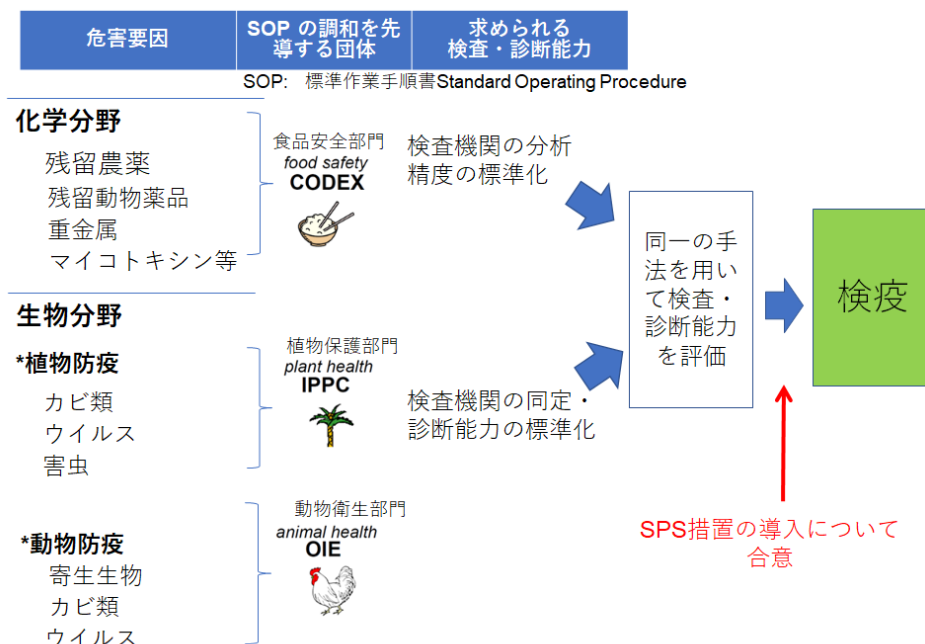 危害要因
SOP の調和を先
導する団体
求められる
検査・診断能力
SOP: 標準作業手順書Standard Operating Procedure
化学分野
残留農薬
残留動物薬品
重金属
マイコトキシン等
食品安全部門
food safety
CODEX
検査機関の分析
精度の標準化
生物分野
*植物防疫
カビ類
ウイルス
害虫
植物保護部門
plant health
IPPC
検査機関の同定・
診断能力の標準化
*動物防疫
寄生生物
カビ類
ウイルス
動物衛生部門
animal health
OIE
同一の手
法を用い
て検査・
診断能力
を評価
検疫
SPS措置の導入について
合意